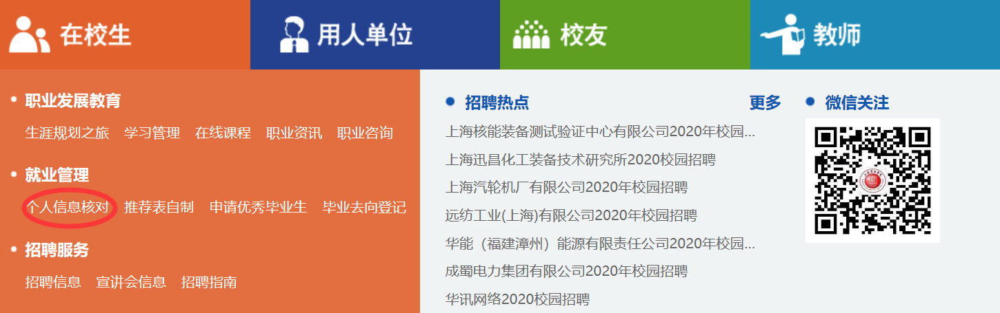 在校生
用人单位
校友
教师
职业发展教育
生涯规划之旅 学习管理 在线课程 职业资讯 职业咨询
就业管理
个人信息核对 推荐表自制 申请优秀毕业生 毕业去向登记
招聘服务
招聘信息 宣讲会信息 招聘指南
招聘热点 更多
上海核能装备测试验证中心有限公司2020年校园...
上海迅昌化工装备技术研究所2020校园招聘
上海汽轮机厂有限公司2020年校园招聘
远纺工业(上海)有限公司2020年校园招聘
华能（福建漳州）能源有限责任公司2020年校园...
成蜀电力集团有限公司2020年校园招聘
华讯网络2020校园招聘
微信关注